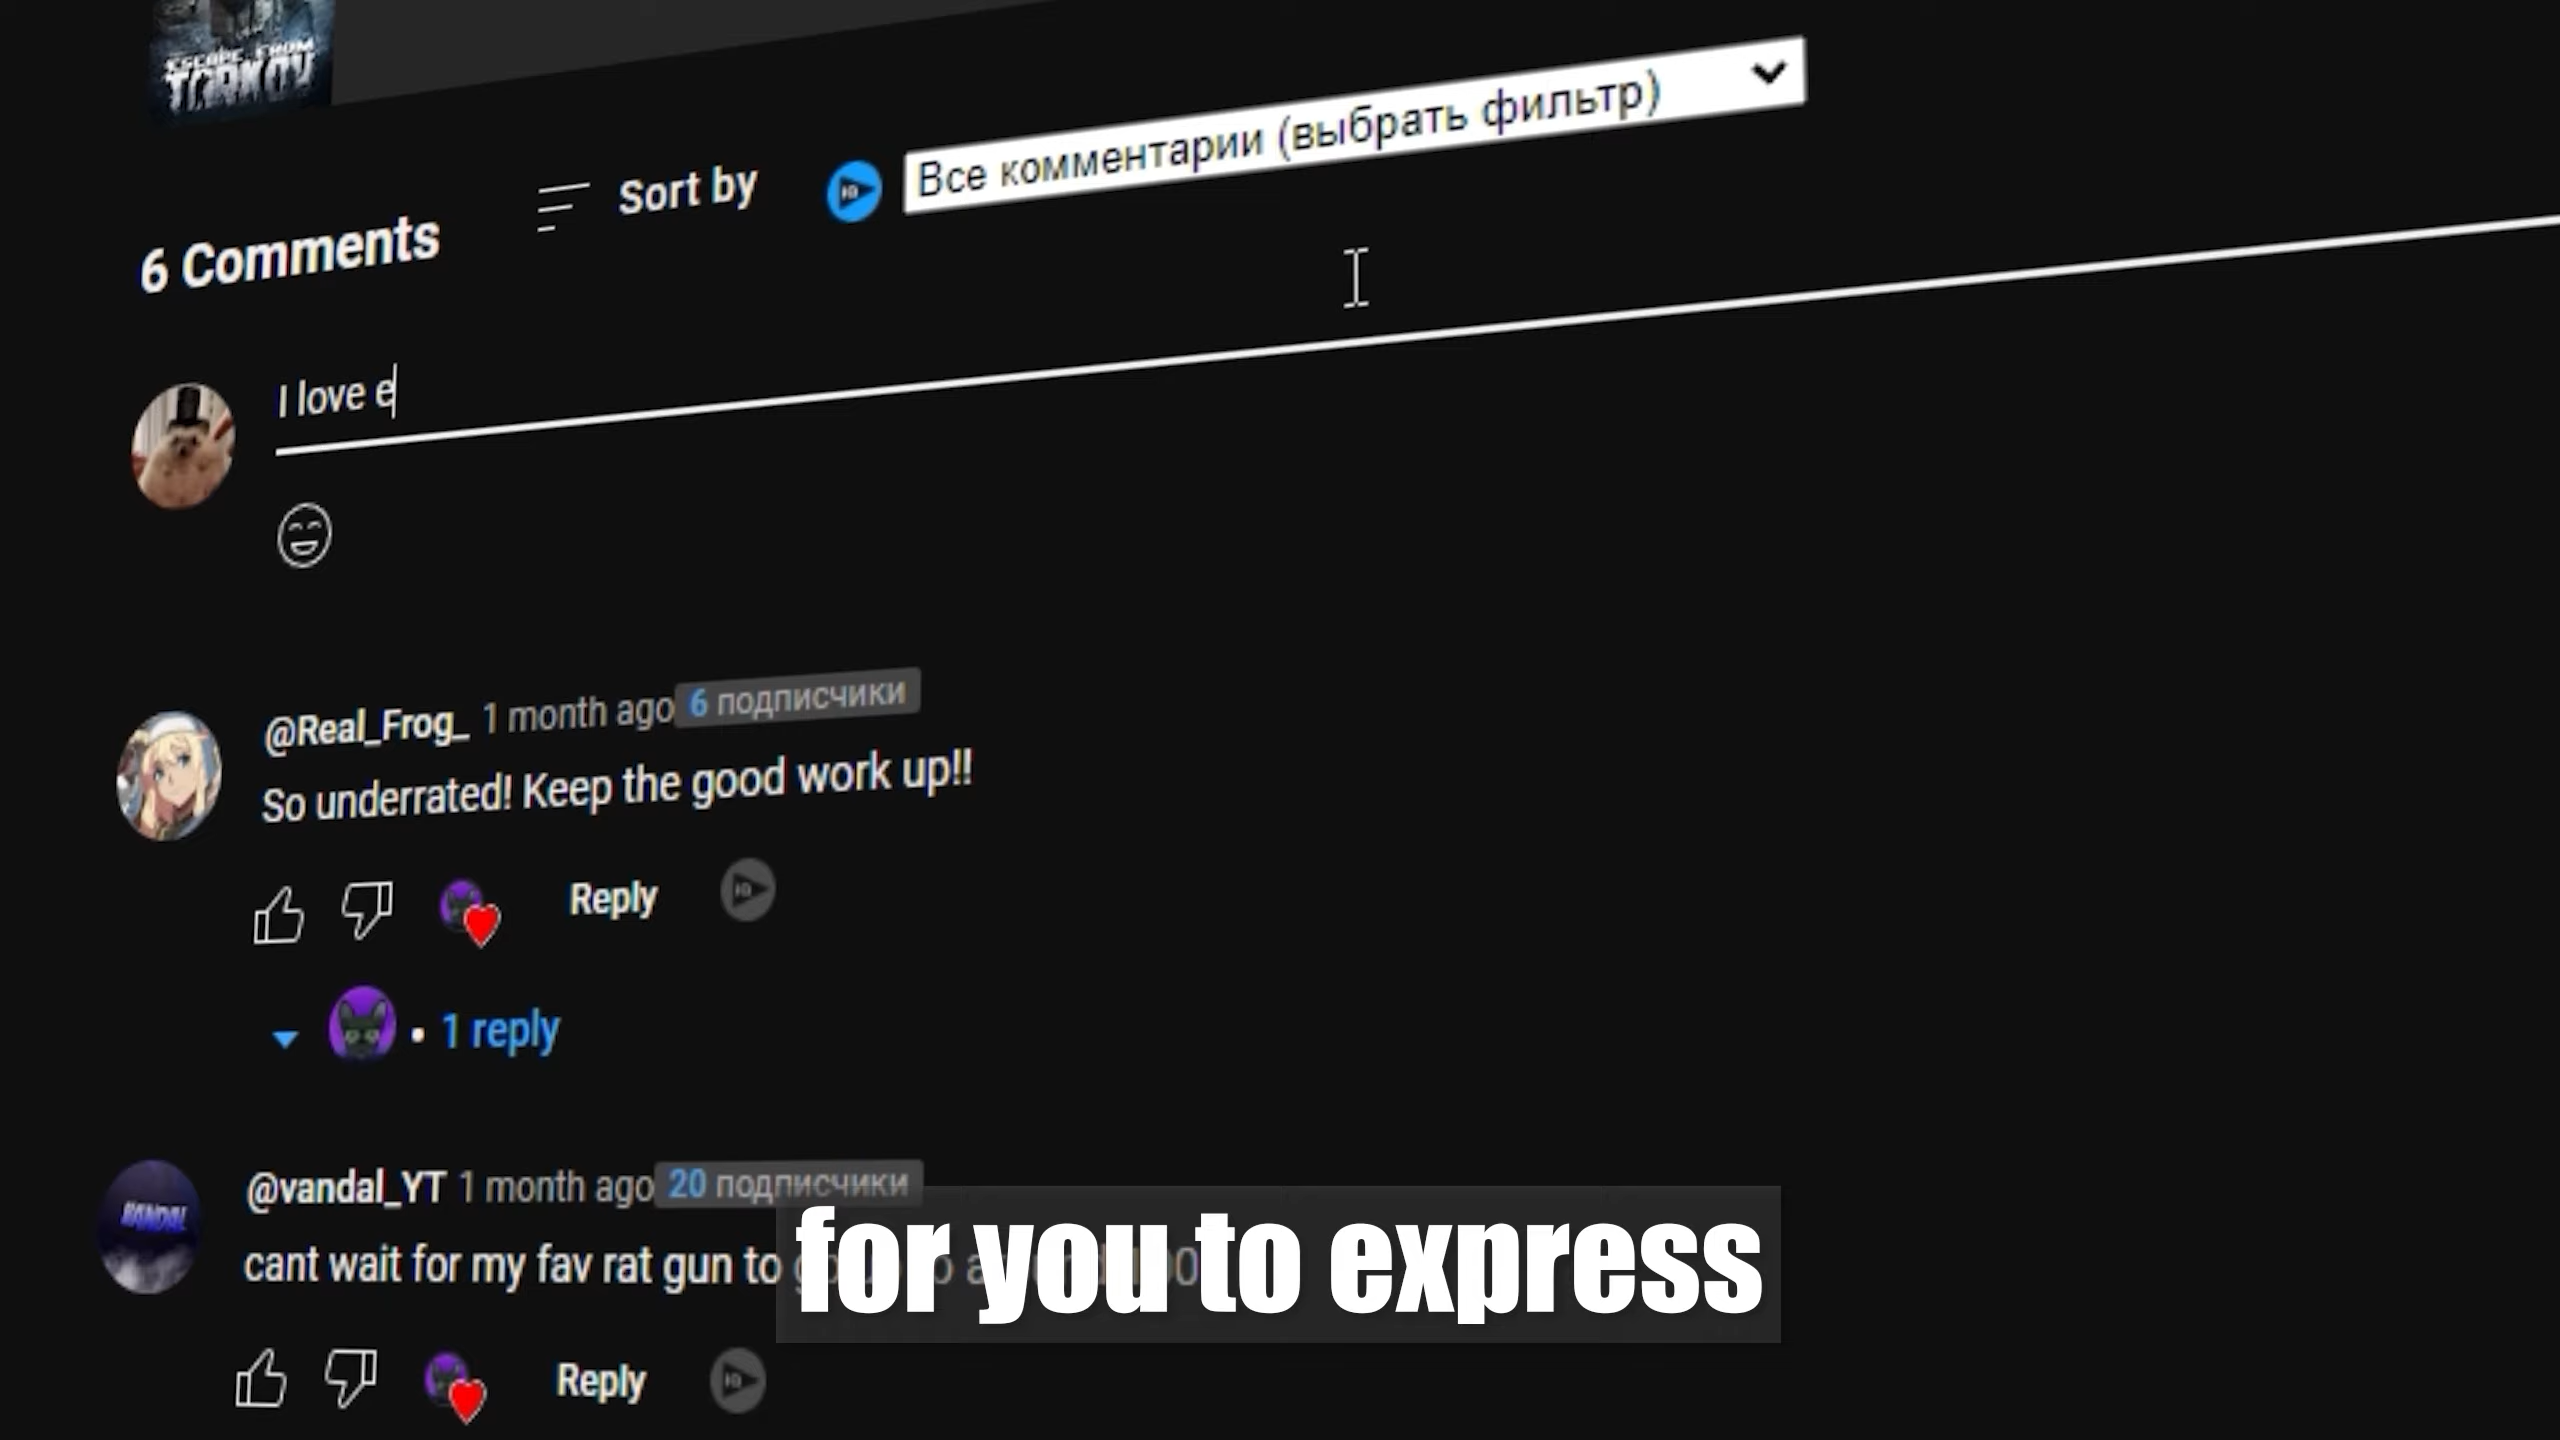 ESCAPE FROM
TARKOV
6 Comments
Sort by
Все комментарии (выбрать фильтр)
I love e
@Real_Frog_ 1 month ago 6 подписчики
So underrated! Keep the good work up!!
Reply
1 reply
VANDAL
@vandal_YT 1 month ago 20 подписчики
cant wait for my fav rat gun to
for you to express
Reply